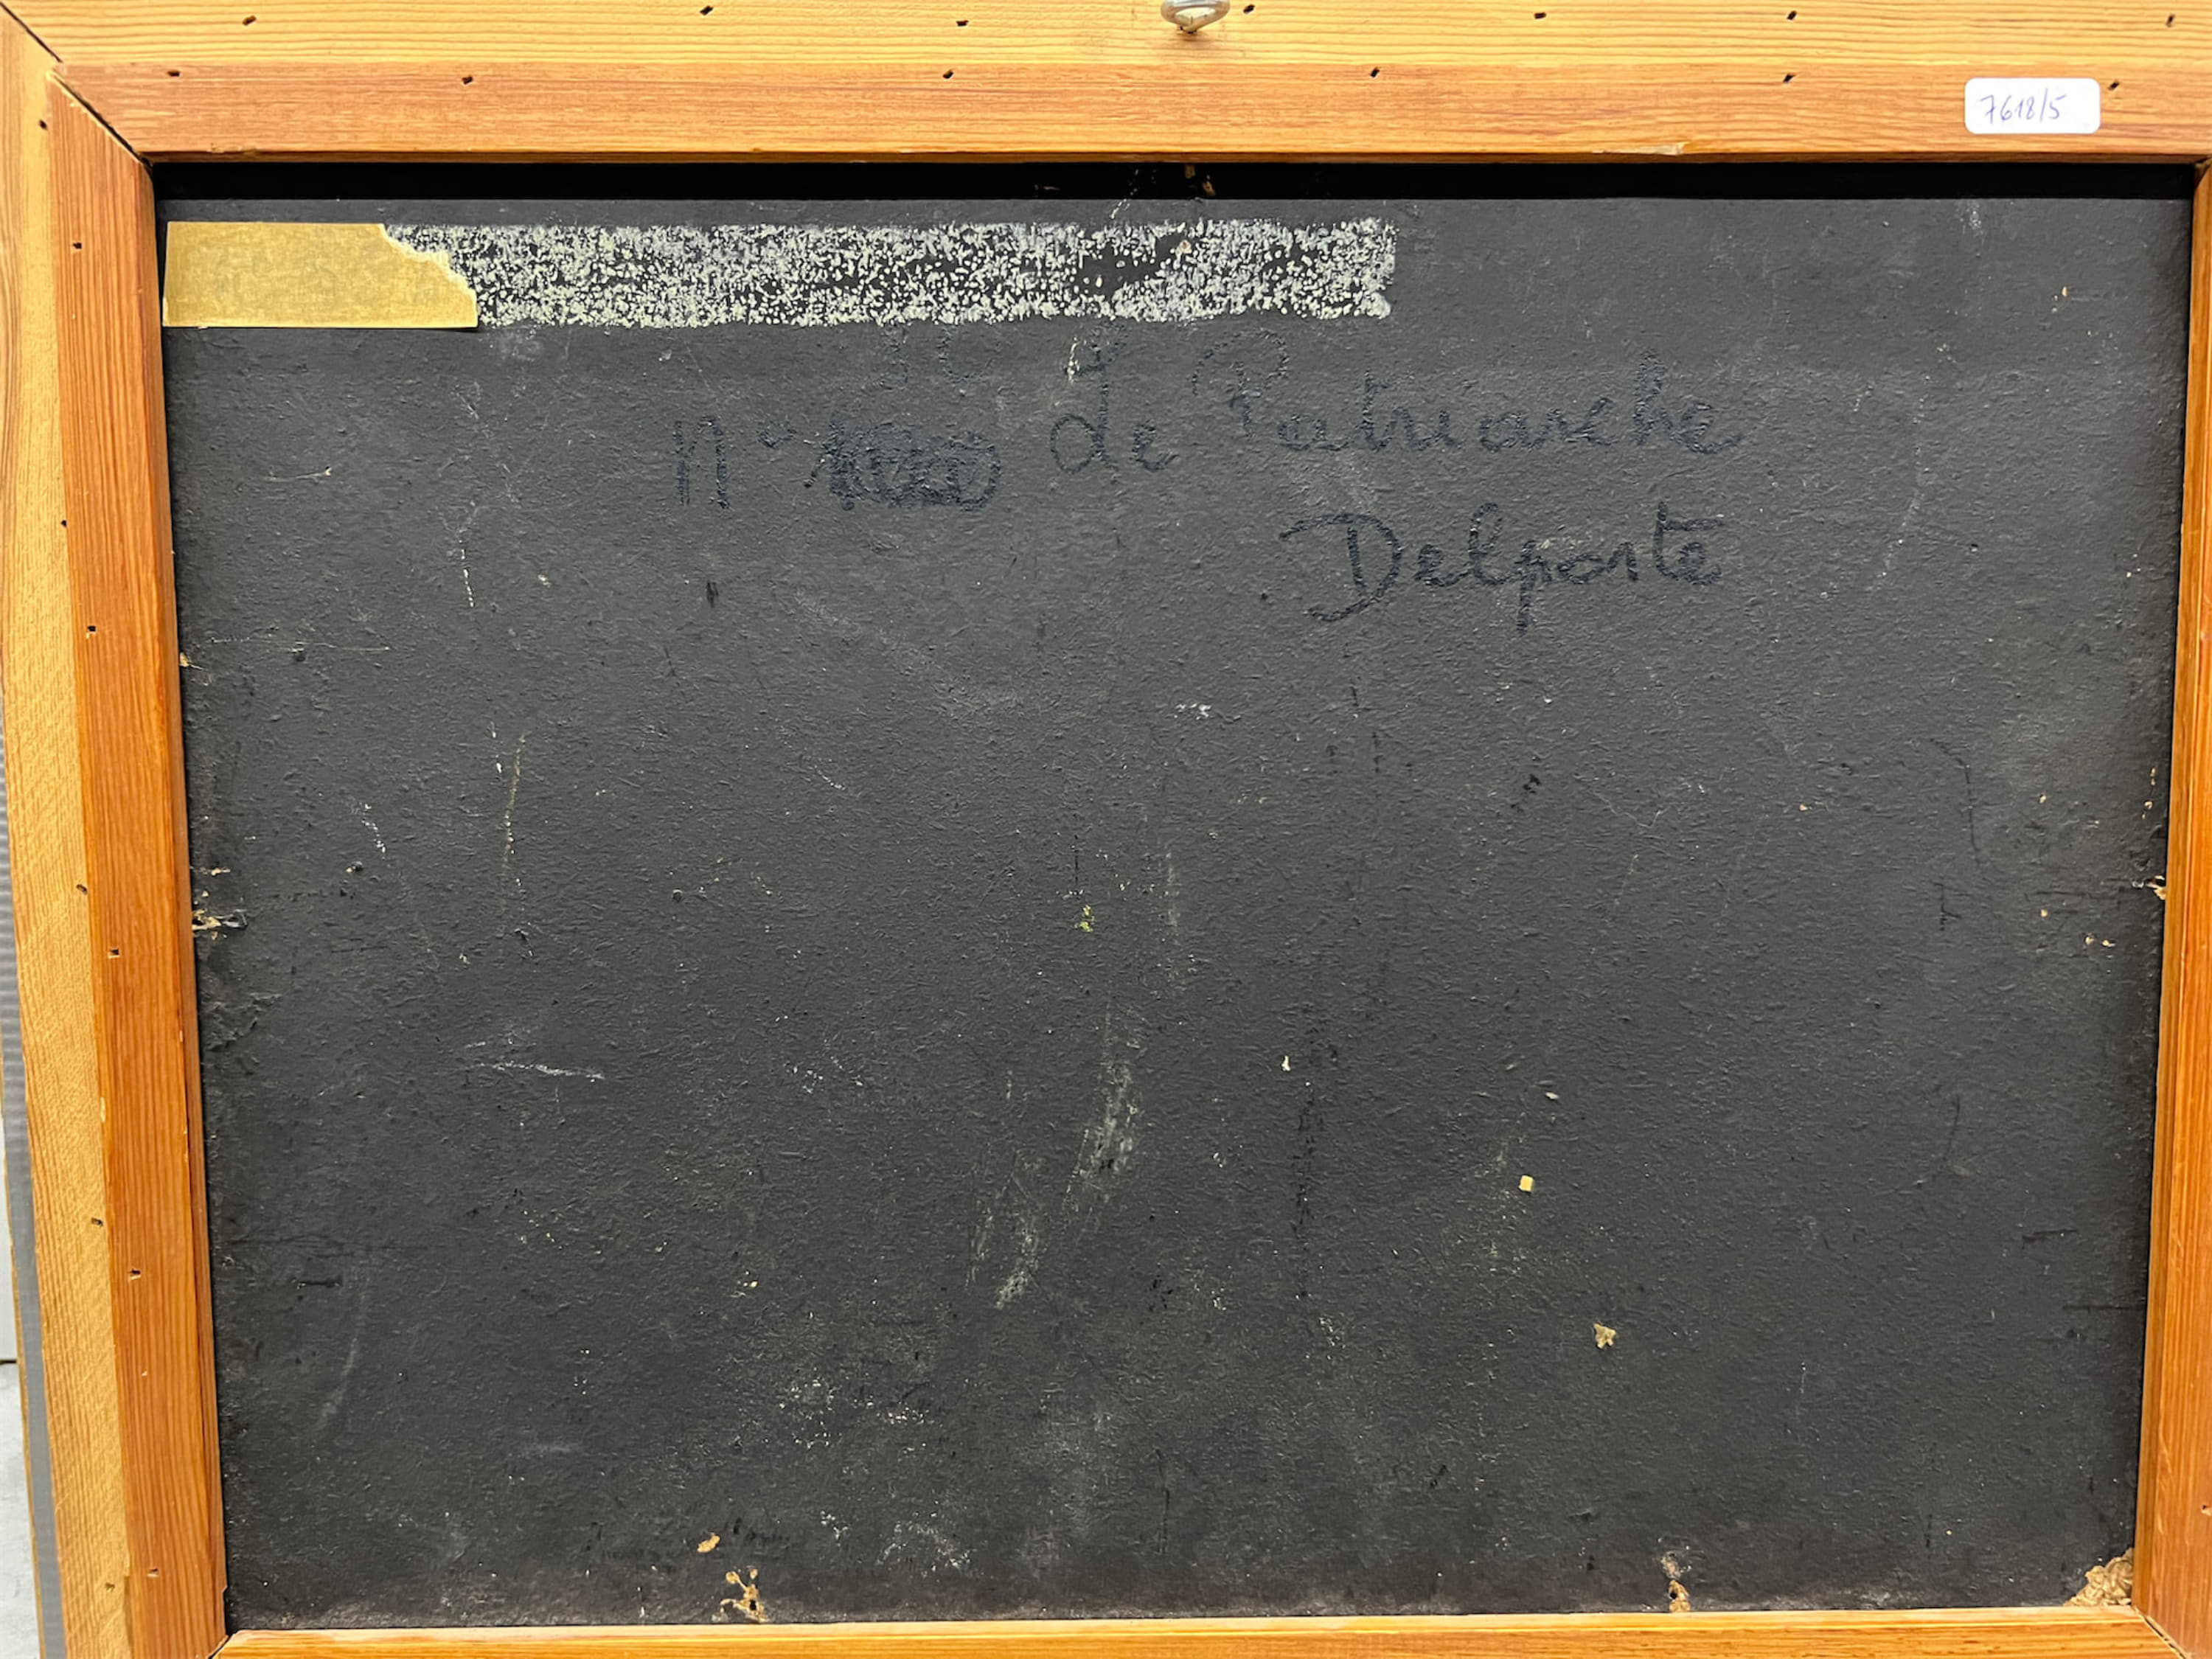 7618/5
N° de Patriarche
Delporte